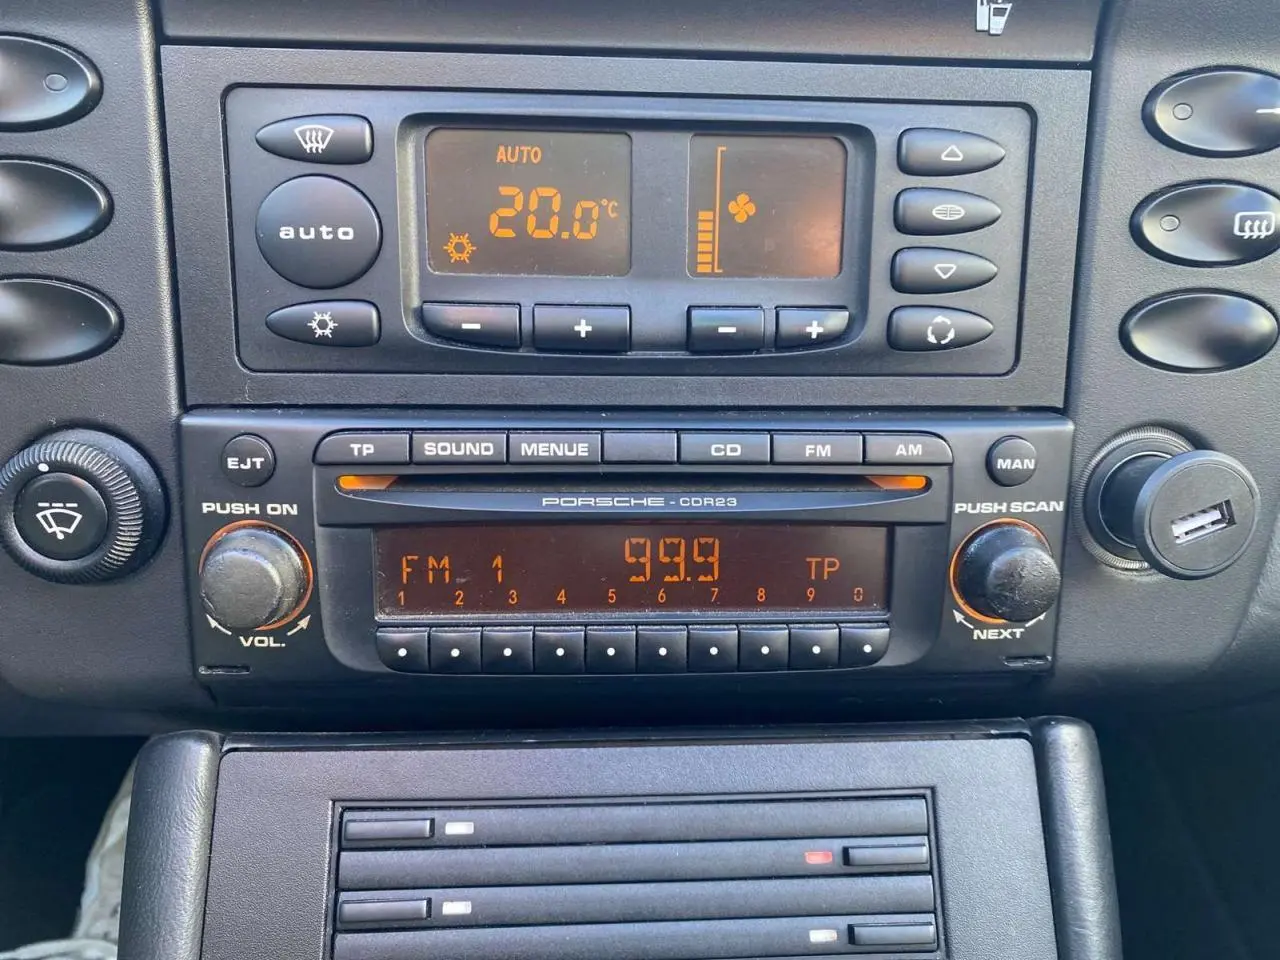 AUTO
20.0°C
auto
- + - +
TP SOUND MENUE CD FM AM
EJT
MAN
PUSH ON
PORSCHE - CDR23
PUSH SCAN
FM 1 99.9 TP
1 2 3 4 5 6 7 8 9 0
VOL.
NEXT